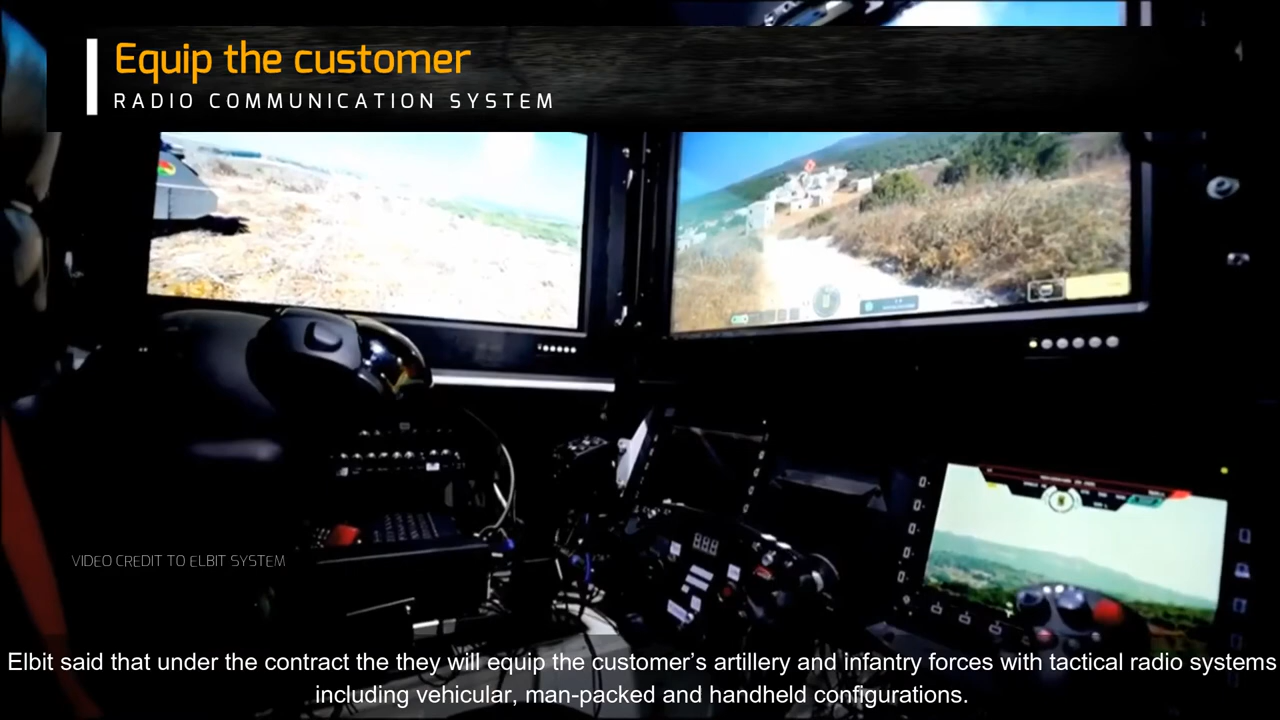 Equip the customer
RADIO COMMUNICATION SYSTEM
VIDEO CREDIT TO ELBIT SYSTEM
Elbit said that under the contract the they will equip the customer’s artillery and infantry forces with tactical radio systems
including vehicular, man-packed and handheld configurations.